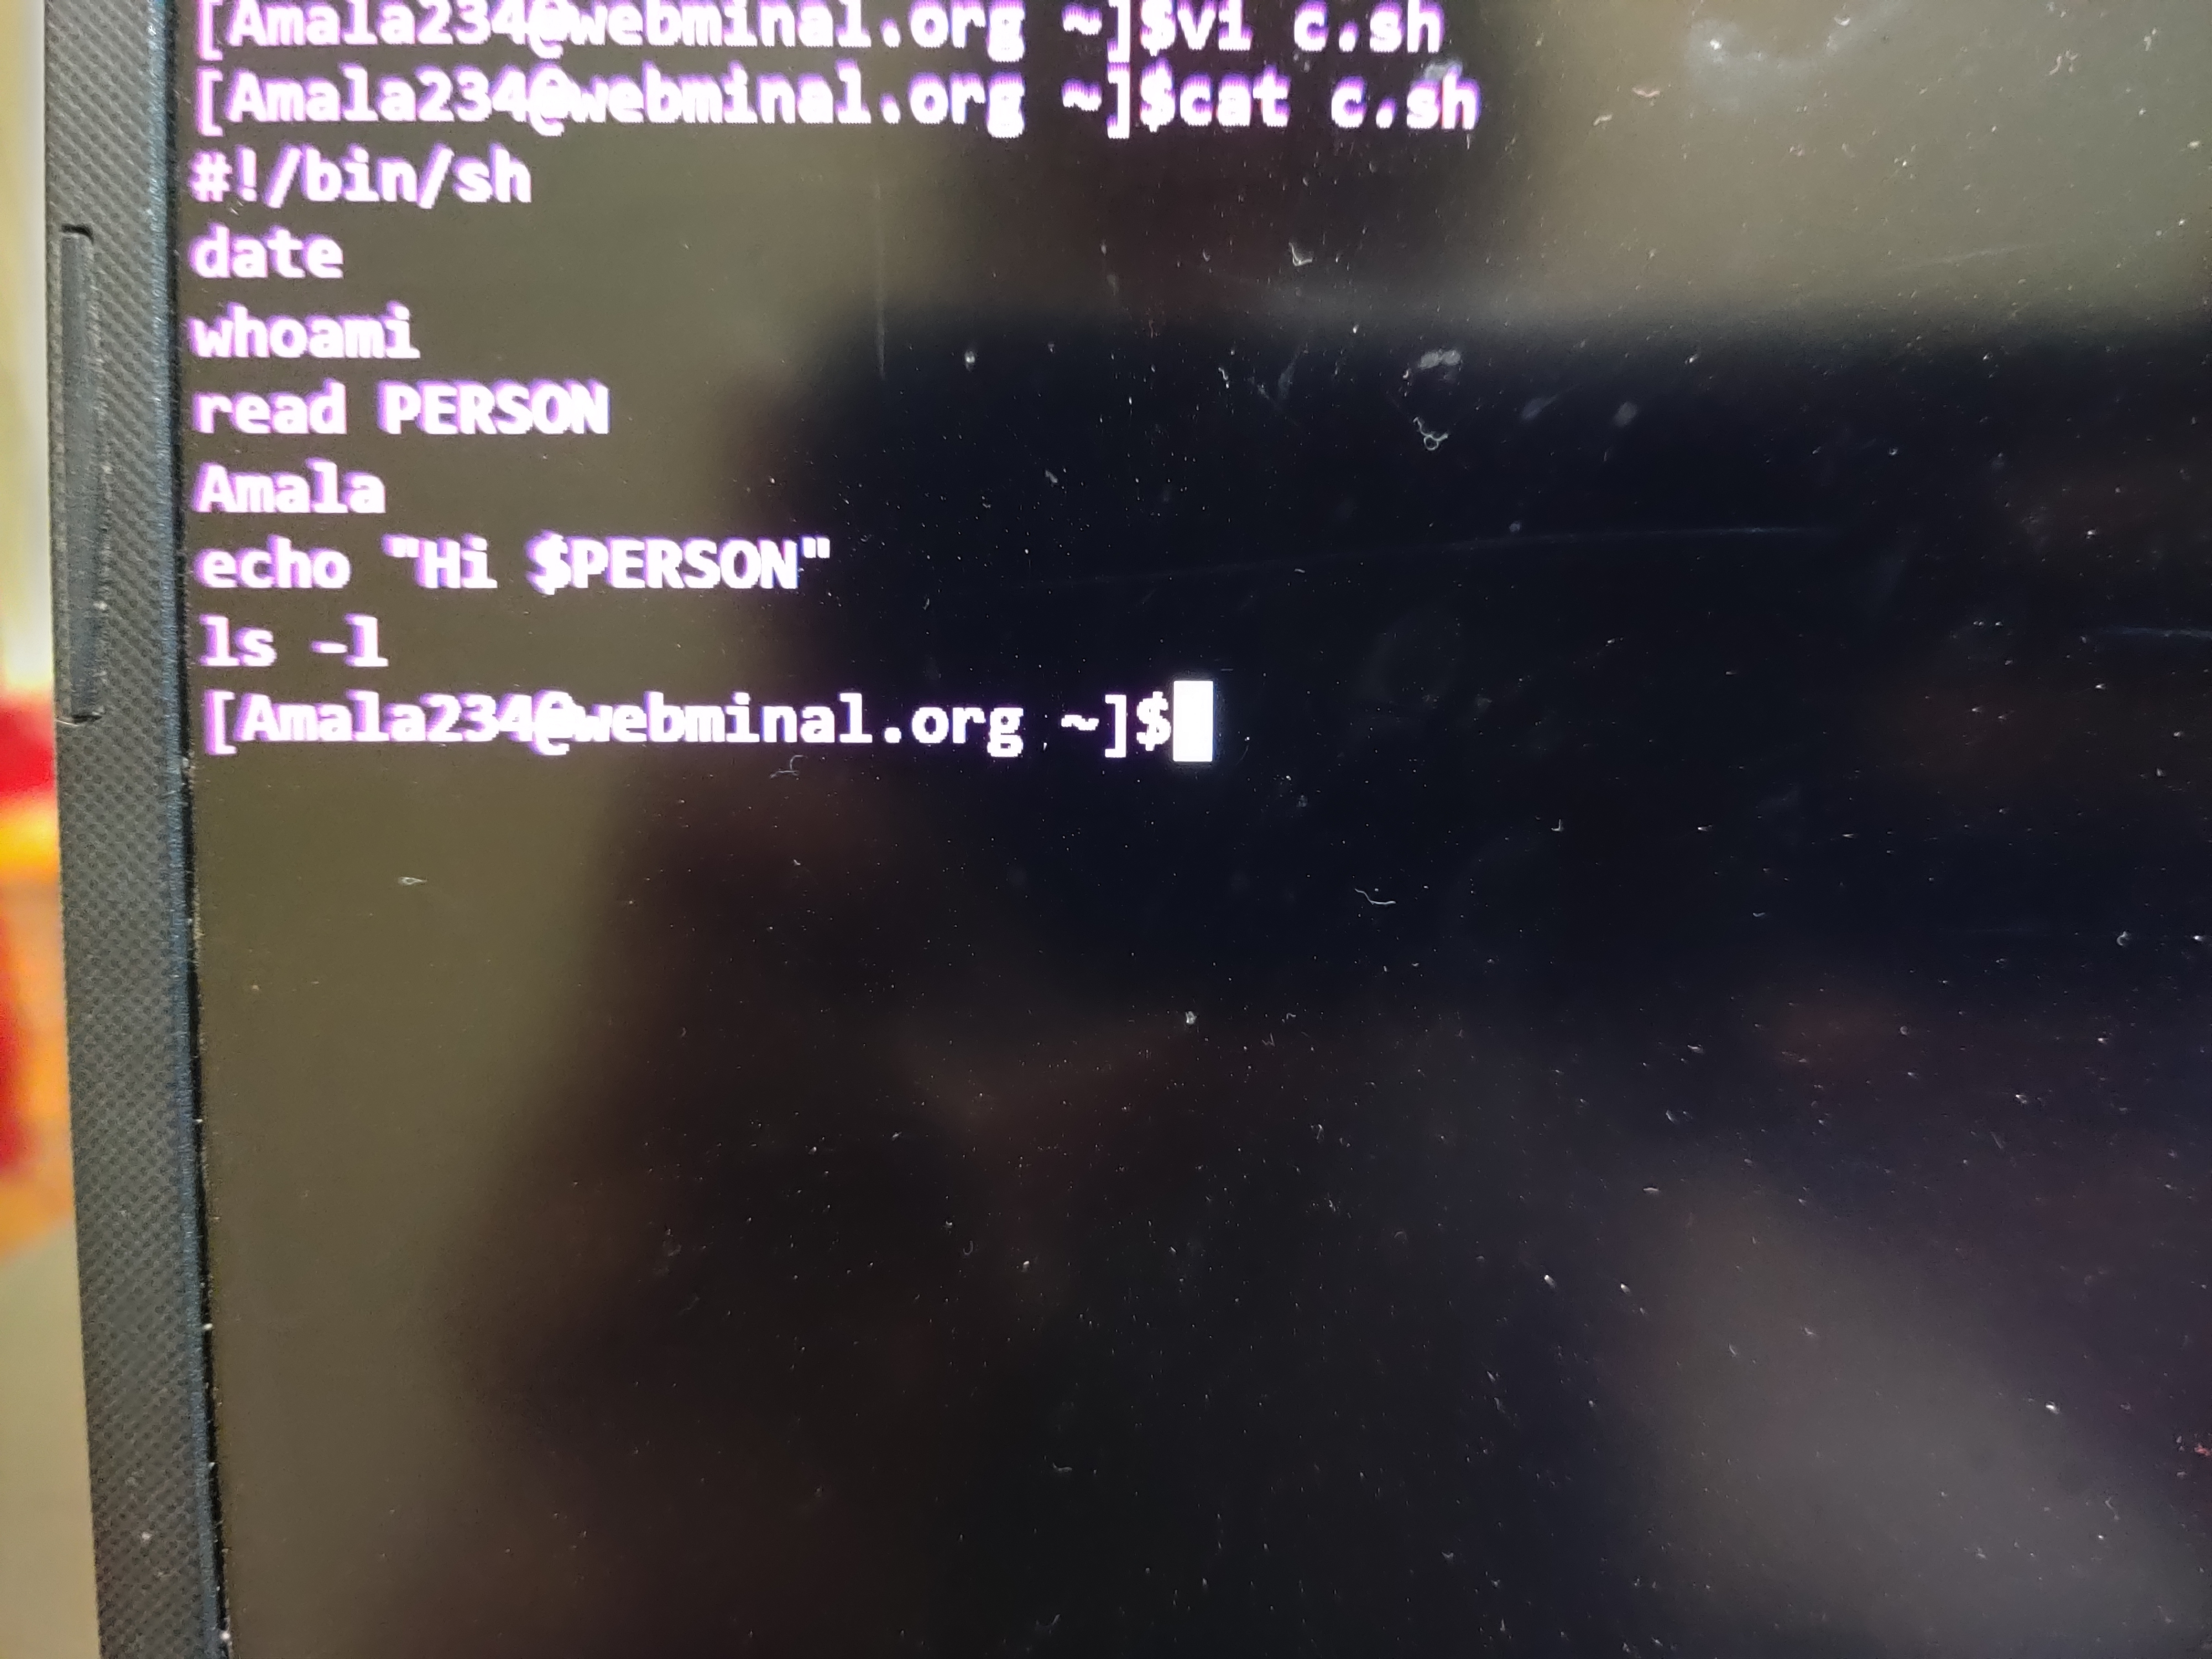 [Amala234@webminal.org ~]$vi c.sh
[Amala234@webminal.org ~]$cat c.sh
#!/bin/sh
date
whoami
read PERSON
Amala
echo "Hi $PERSON"
ls -l
[Amala234@webminal.org ~]$